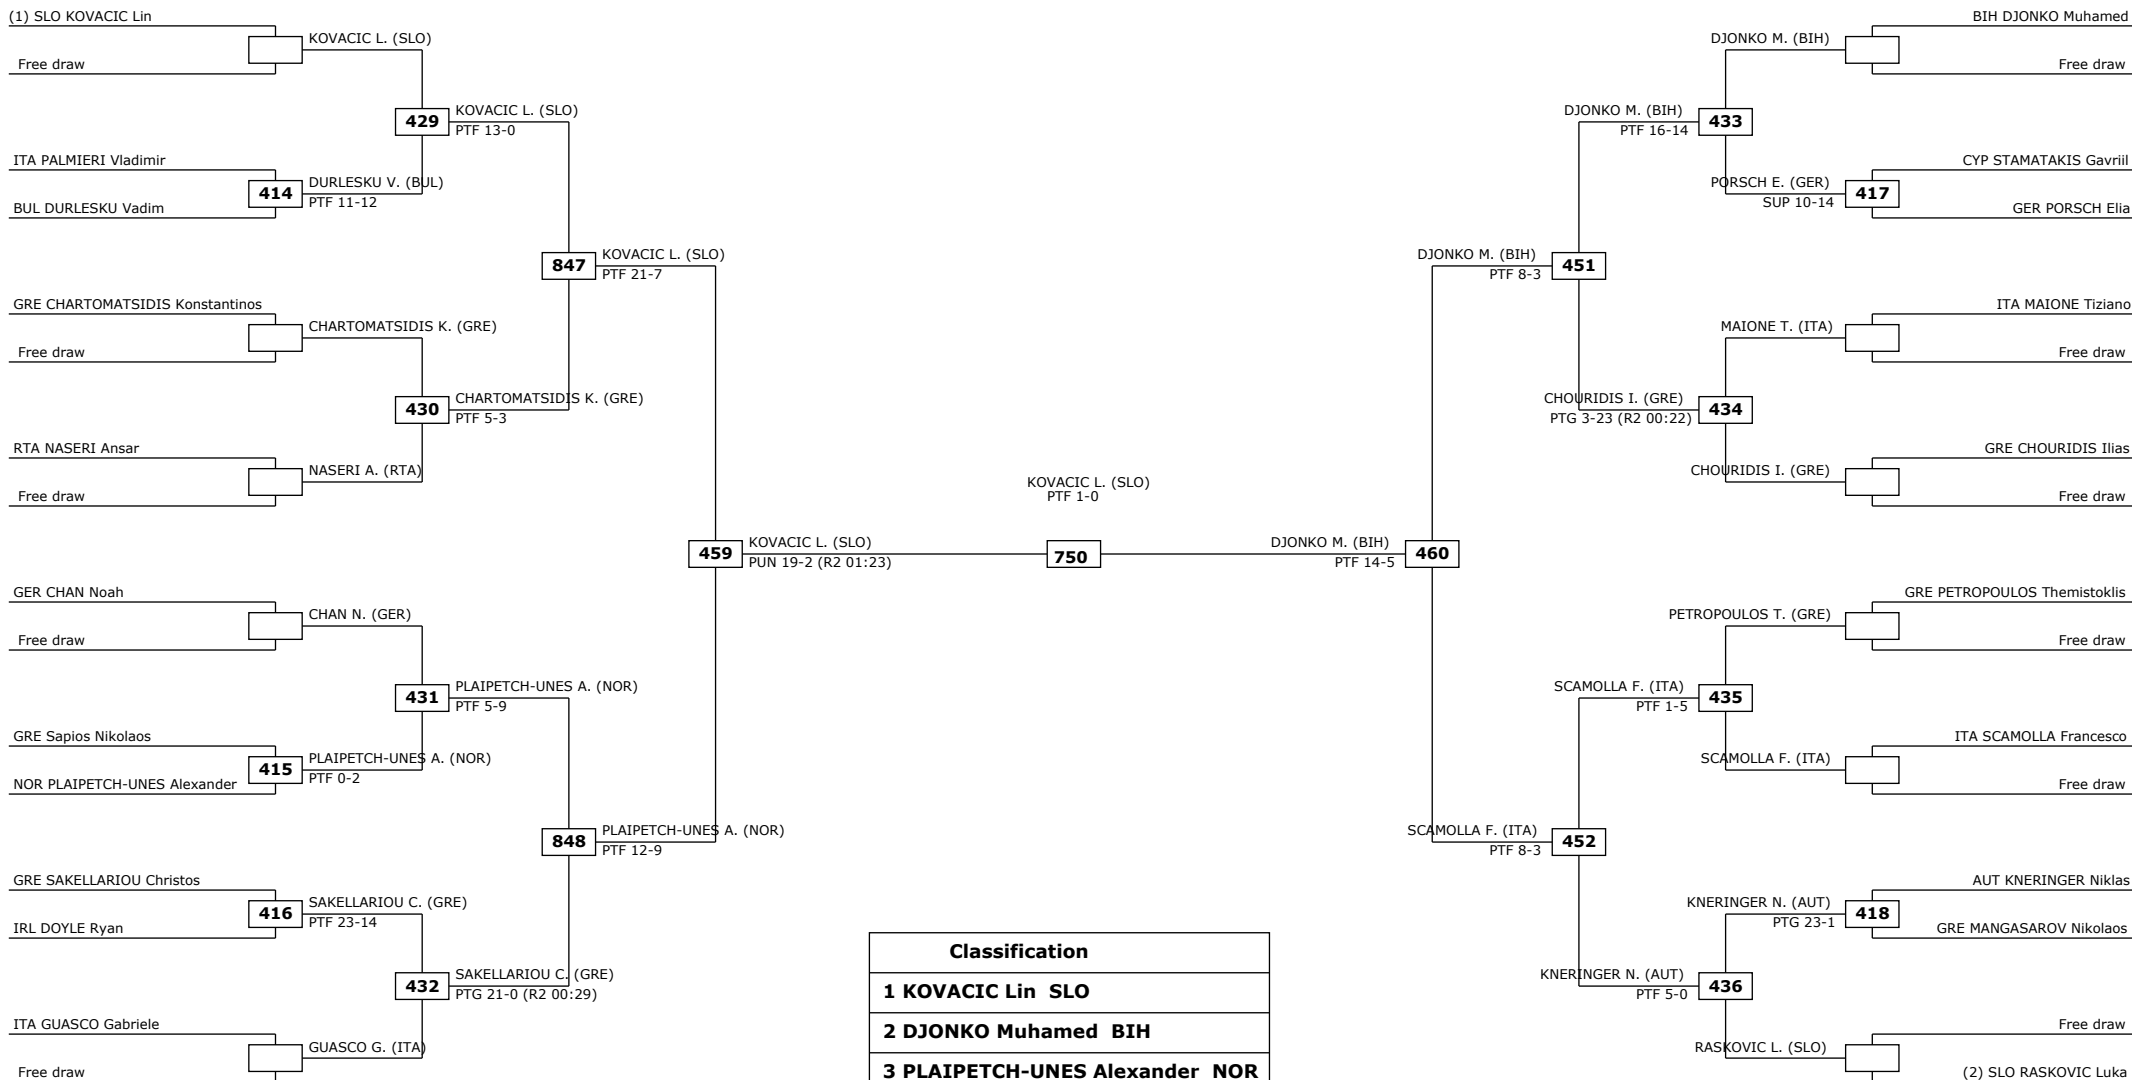 (1) SLO KOVACIC Lin
KOVACIC L. (SLO)
Free draw
429
KOVACIC L. (SLO)
PTF 13-0
ITA PALMIERI Vladimir
414
DURLESKU V. (BUL)
PTF 11-12
BUL DURLESKU Vadim
847
KOVACIC L. (SLO)
PTF 21-7
GRE CHARTOMATSIDIS Konstantinos
CHARTOMATSIDIS K. (GRE)
Free draw
430
CHARTOMATSIDIS K. (GRE)
PTF 5-3
RTA NASERI Ansar
NASERI A. (RTA)
Free draw
459
KOVACIC L. (SLO)
PUN 19-2 (R2 01:23)
GER CHAN Noah
CHAN N. (GER)
Free draw
431
PLAIPETCH-UNES A. (NOR)
PTF 5-9
GRE Sapios Nikolaos
415
PLAIPETCH-UNES A. (NOR)
PTF 0-2
NOR PLAIPETCH-UNES Alexander
848
PLAIPETCH-UNES A. (NOR)
PTF 12-9
GRE SAKELLARIOU Christos
416
SAKELLARIOU C. (GRE)
PTF 23-14
IRL DOYLE Ryan
432
SAKELLARIOU C. (GRE)
PTG 21-0 (R2 00:29)
ITA GUASCO Gabriele
GUASCO G. (ITA)
Free draw
KOVACIC L. (SLO)
PTF 1-0
750
BIH DJONKO Muhamed
DJONKO M. (BIH)
Free draw
DJONKO M. (BIH)
PTF 16-14
433
CYP STAMATAKIS Gavriil
PORSCH E. (GER)
SUP 10-14
417
GER PORSCH Elia
DJONKO M. (BIH)
PTF 8-3
451
ITA MAIONE Tiziano
MAIONE T. (ITA)
Free draw
CHOURIDIS I. (GRE)
PTG 3-23 (R2 00:22)
434
GRE CHOURIDIS Ilias
CHOURIDIS I. (GRE)
Free draw
DJONKO M. (BIH)
PTF 14-5
460
GRE PETROPOULOS Themistoklis
PETROPOULOS T. (GRE)
Free draw
SCAMOLLA F. (ITA)
PTF 1-5
435
ITA SCAMOLLA Francesco
SCAMOLLA F. (ITA)
Free draw
SCAMOLLA F. (ITA)
PTF 8-3
452
AUT KNERINGER Niklas
KNERINGER N. (AUT)
PTG 23-1
418
GRE MANGASAROV Nikolaos
KNERINGER N. (AUT)
PTF 5-0
436
Free draw
RASKOVIC L. (SLO)
(2) SLO RASKOVIC Luka
Classification
1 KOVACIC Lin SLO
2 DJONKO Muhamed BIH
3 PLAIPETCH-UNES Alexander NOR